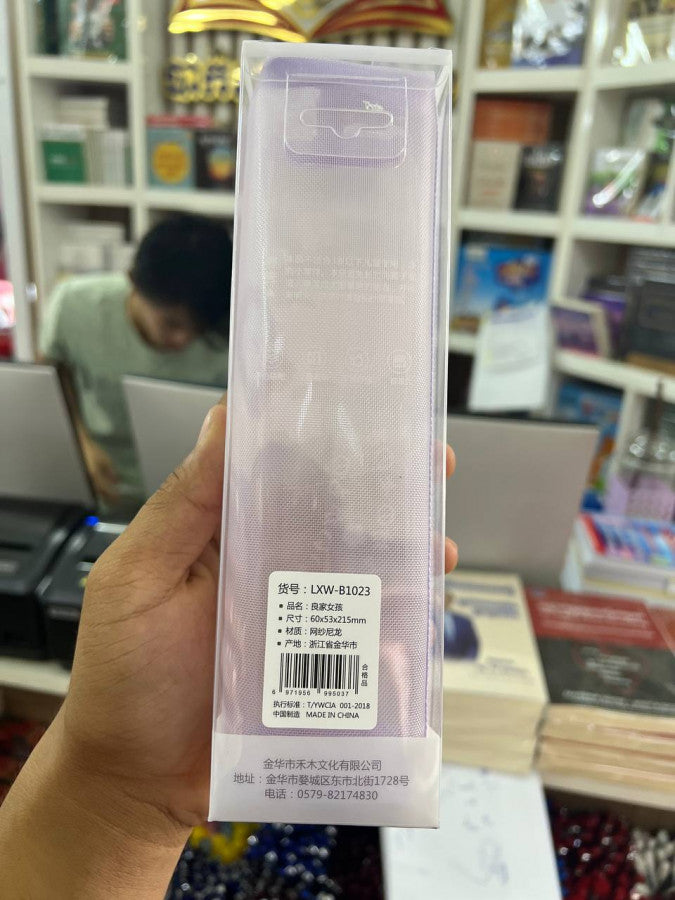 货号：LXW-B1023
● 品名：良家女孩
● 尺寸：60x53x215mm
● 材质：网纱尼龙
● 产地：浙江省金华市
合格品
6 971956 995037
执行标准：T/YWCIA 001-2018
中国制造 MADE IN CHINA
金华市禾木文化有限公司
地址：金华市婺城区东市北街1728号
电话：0579-82174830